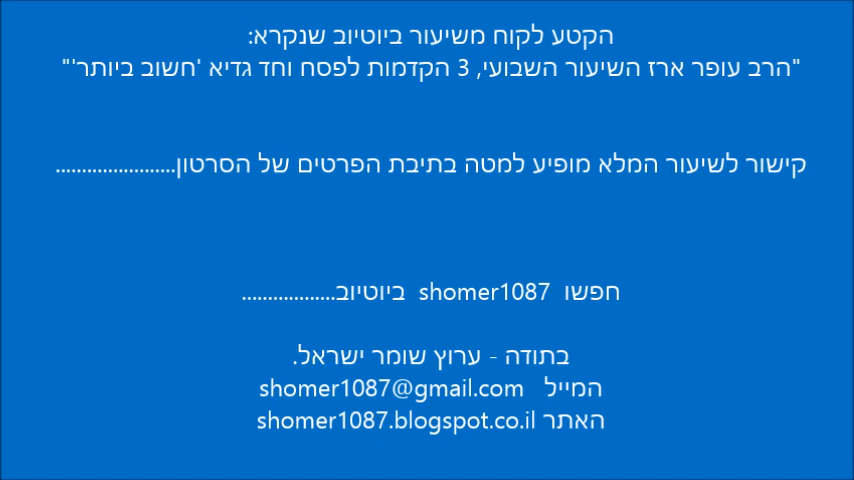 הקטע לקוח משיעור ביוטיוב שנקרא:
"הרב עופר ארז השיעור השבועי, 3 הקדמות לפסח וחד גדיא 'חשוב ביותר'"
קישור לשיעור המלא מופיע למטה בתיבת הפרטים של הסרטון.......................
חפשו shomer1087 ביוטיוב..................
בתודה - ערוץ שומר ישראל.
המייל shomer1087@gmail.com
האתר shomer1087.blogspot.co.il